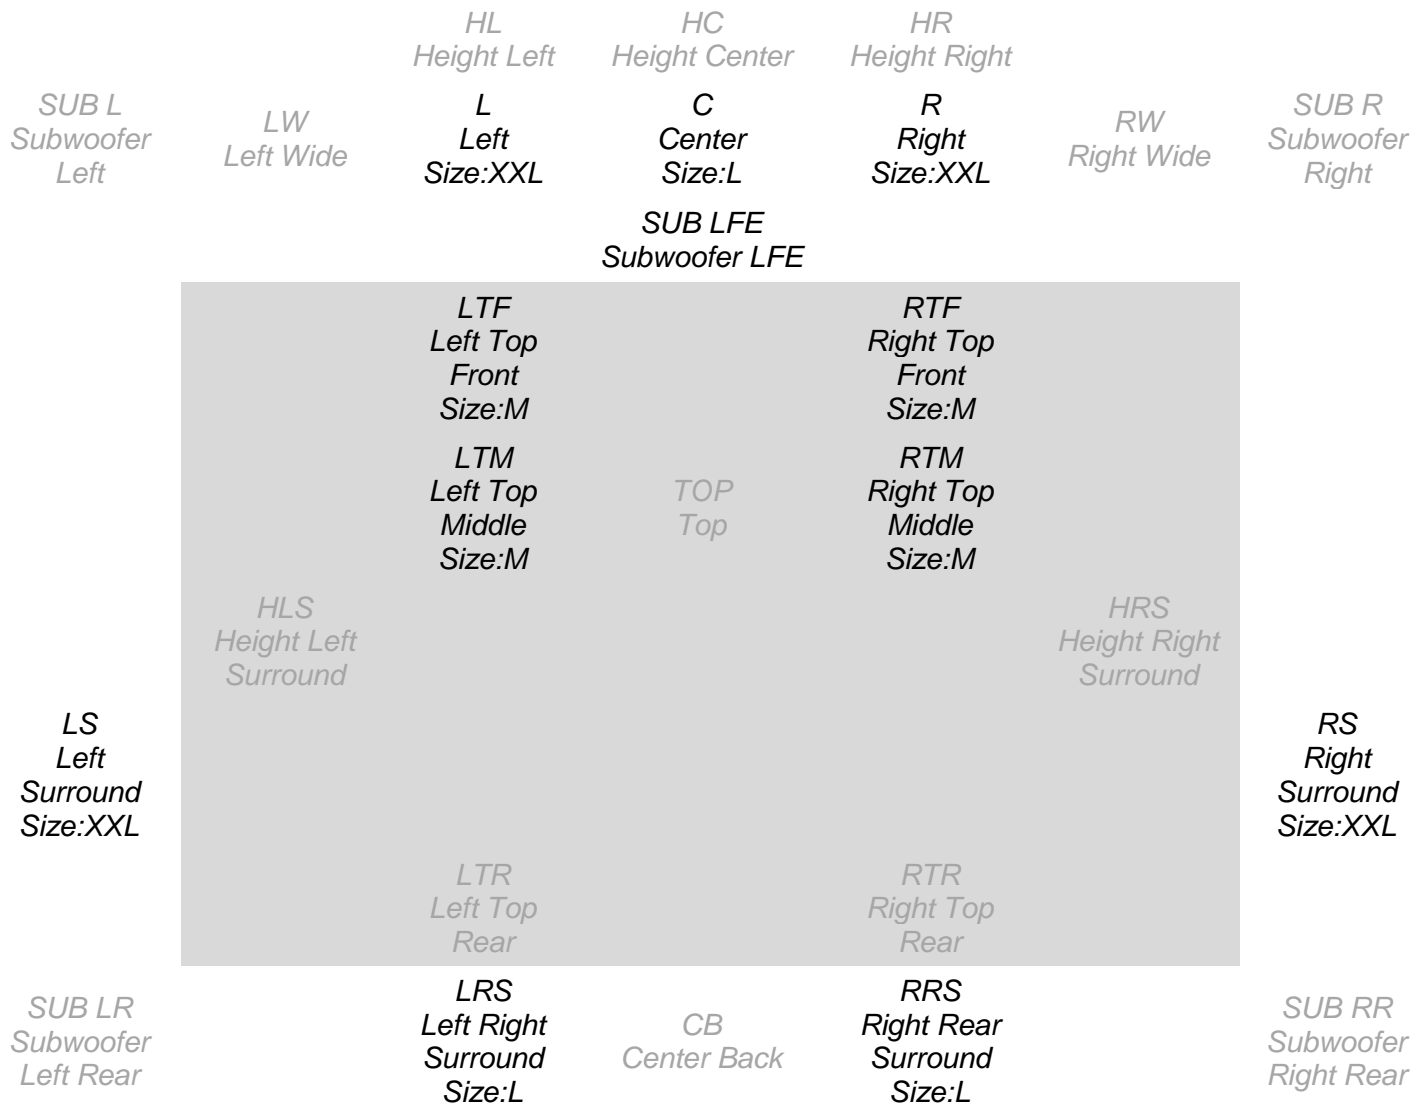 HL
Height Left
HC
Height Center
HR
Height Right
SUB L
Subwoofer
Left
LW
Left Wide
L
Left
Size:XXL
C
Center
Size:L
R
Right
Size:XXL
RW
Right Wide
SUB R
Subwoofer
Right
SUB LFE
Subwoofer LFE
LTF
Left Top
Front
Size:M
RTF
Right Top
Front
Size:M
LTM
Left Top
Middle
Size:M
TOP
Top
RTM
Right Top
Middle
Size:M
HLS
Height Left
Surround
HRS
Height Right
Surround
LS
Left
Surround
Size:XXL
RS
Right
Surround
Size:XXL
LTR
Left Top
Rear
RTR
Right Top
Rear
SUB LR
Subwoofer
Left Rear
LRS
Left Right
Surround
Size:L
CB
Center Back
RRS
Right Rear
Surround
Size:L
SUB RR
Subwoofer
Right Rear